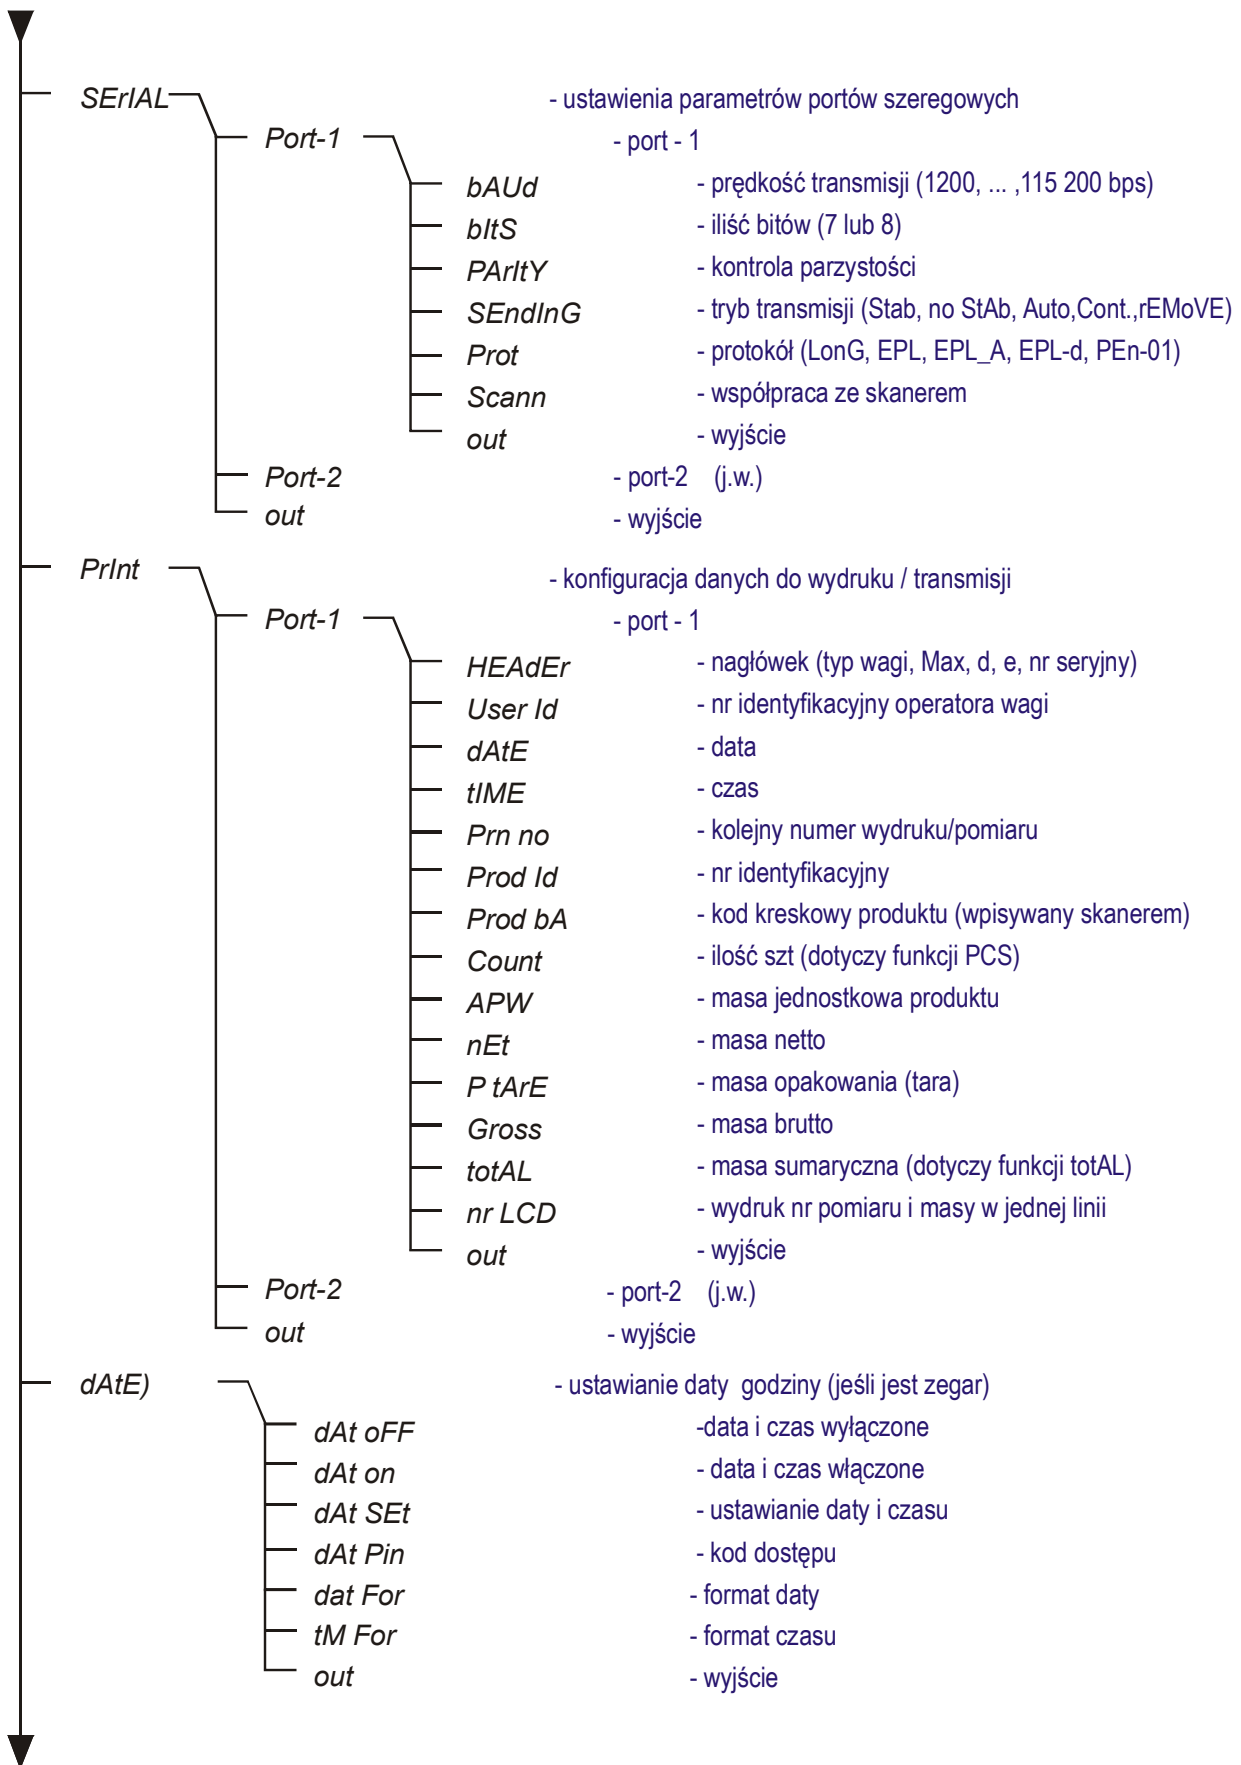 SErIAL - ustawienia parametrów portów szeregowych
Port-1 - port - 1
bAUd - prędkość transmisji (1200, ... ,115 200 bps)
bItS - iliść bitów (7 lub 8)
PArItY - kontrola parzystości
SEndInG - tryb transmisji (Stab, no StAb, Auto,Cont.,rEMoVE)
Prot - protokół (LonG, EPL, EPL_A, EPL-d, PEn-01)
Scann - współpraca ze skanerem
out - wyjście
Port-2 - port-2 (j.w.)
out - wyjście
PrInt - konfiguracja danych do wydruku / transmisji
Port-1 - port - 1
HEAdEr - nagłówek (typ wagi, Max, d, e, nr seryjny)
User Id - nr identyfikacyjny operatora wagi
dAtE - data
tIME - czas
Prn no - kolejny numer wydruku/pomiaru
Prod Id - nr identyfikacyjny
Prod bA - kod kreskowy produktu (wpisywany skanerem)
Count - ilość szt (dotyczy funkcji PCS)
APW - masa jednostkowa produktu
nEt - masa netto
P tArE - masa opakowania (tara)
Gross - masa brutto
totAL - masa sumaryczna (dotyczy funkcji totAL)
nr LCD - wydruk nr pomiaru i masy w jednej linii
out - wyjście
Port-2 - port-2 (j.w.)
out - wyjście
dAtE) - ustawianie daty godziny (jeśli jest zegar)
dAt oFF -data i czas wyłączone
dAt on - data i czas włączone
dAt SEt - ustawianie daty i czasu
dAt Pin - kod dostępu
dat For - format daty
tM For - format czasu
out - wyjście